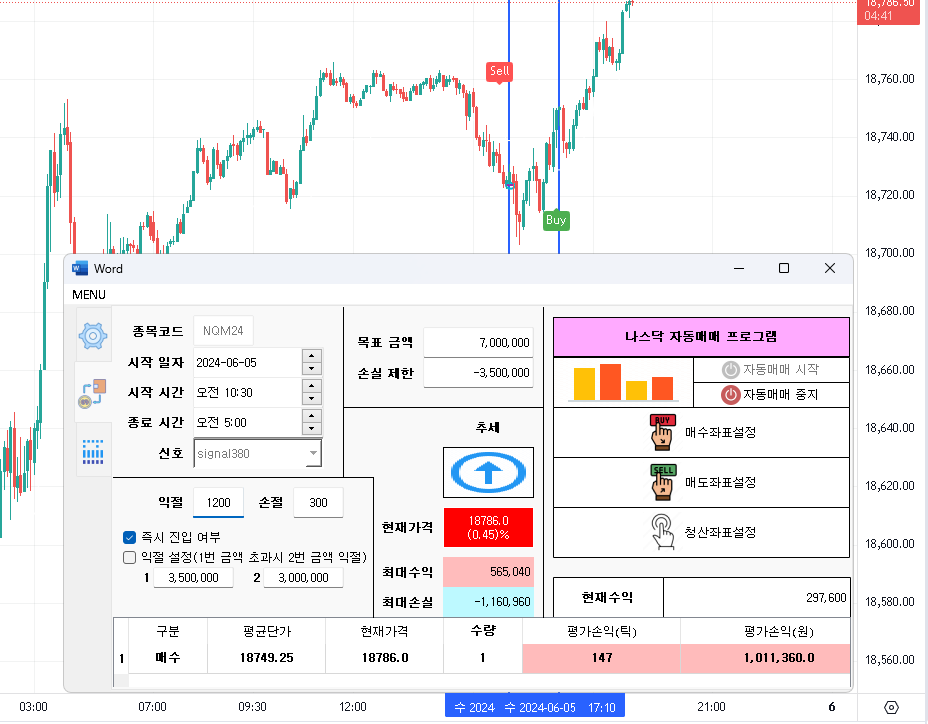 18,786.50
04:41
Sell
18,760.00
18,740.00
18,720.00
Buy
18,700.00
Word
MENU
18,680.00
종목코드 NQM24
시작 일자 2024-06-05
시작 시간 오전 10:30
종료 시간 오전 5:00
신호 signal380
목표 금액 7,000,000
손실 제한 -3,500,000
나스닥 자동매매 프로그램
자동매매 시작
자동매매 중지
18,660.00
추세
BUY 매수좌표설정
18,640.00
SELL 매도좌표설정
18,620.00
익절 1200 손절 300
즉시 진입 여부
익절 설정(1번 금액 초과시 2번 금액 익절)
1 3,500,000 2 3,000,000
현재가격 18786.0
(0.45)%
청산좌표설정
18,600.00
최대수익 565,040
최대손실 -1,160,960
현재수익 297,600
18,580.00
구분 평균단가 현재가격 수량 평가손익(틱) 평가손익(원)
1 매수 18749.25 18786.0 1 147 1,011,360.0
18,560.00
03:00 07:00 09:30 12:00 수 2024 수 2024-06-05 17:10 21:00 6